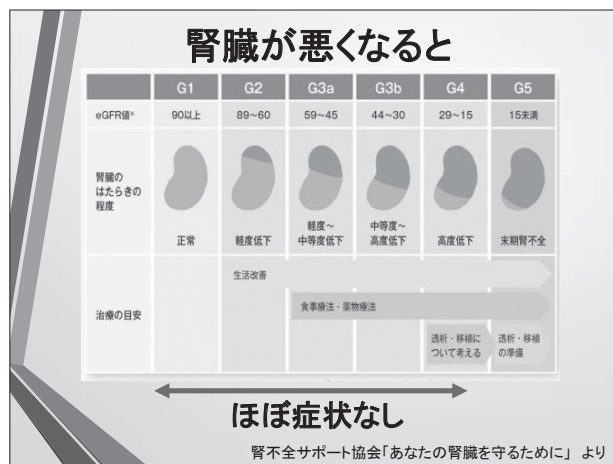 腎臓が悪くなると
G1 G2 G3a G3b G4 G5
eGFR値* 90以上 89~60 59~45 44~30 29~15 15未満
腎臓の
はたらきの
程度
正常 軽度低下 軽度~ 中等度低下 中等度~ 高度低下 高度低下 末期腎不全
治療の目安
生活改善
食事療法・薬物療法
透析・移植に
ついて考える
透析・移植
の準備
ほぼ症状なし
腎不全サポート協会「あなたの腎臓を守るために」 より